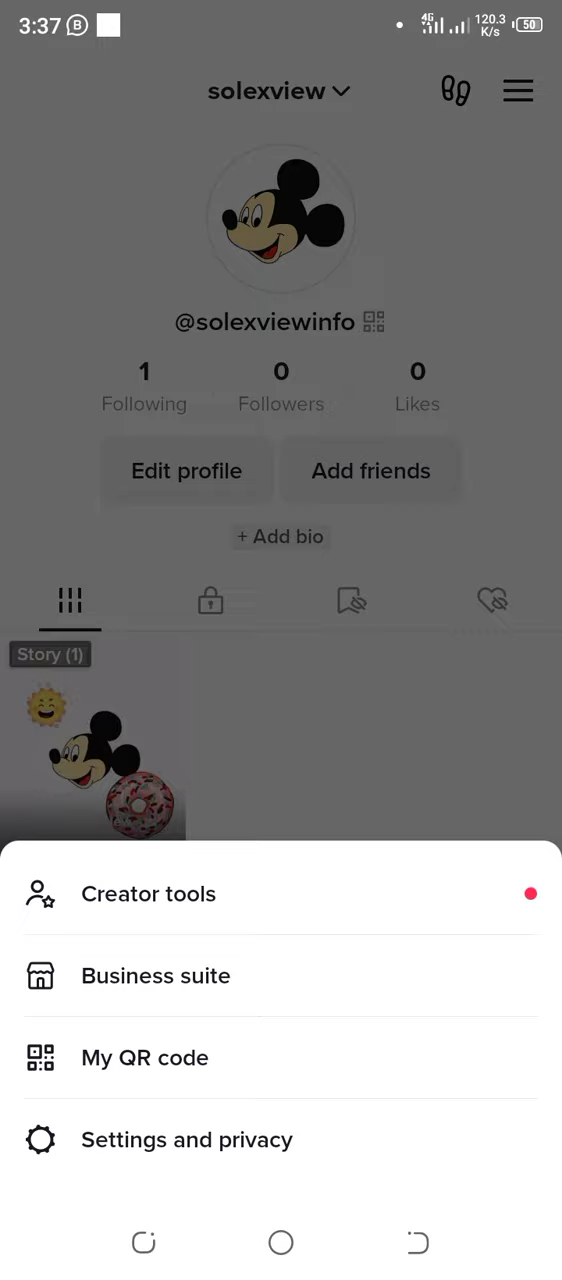 3:37 B 4G 120.3 K/s 50
solexview
@solexviewinfo
1 0 0
Following Followers Likes
Edit profile Add friends
+ Add bio
Story (1)
Creator tools
Business suite
My QR code
Settings and privacy